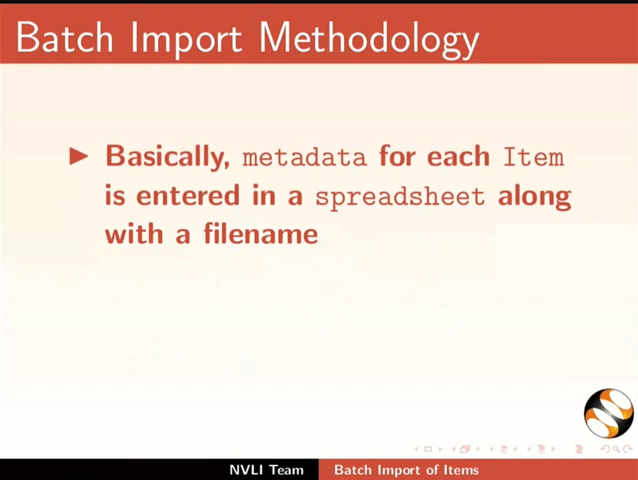 Batch Import Methodology
Basically, metadata for each Item
is entered in a spreadsheet along
with a filename
NVLI Team
Batch Import of Items